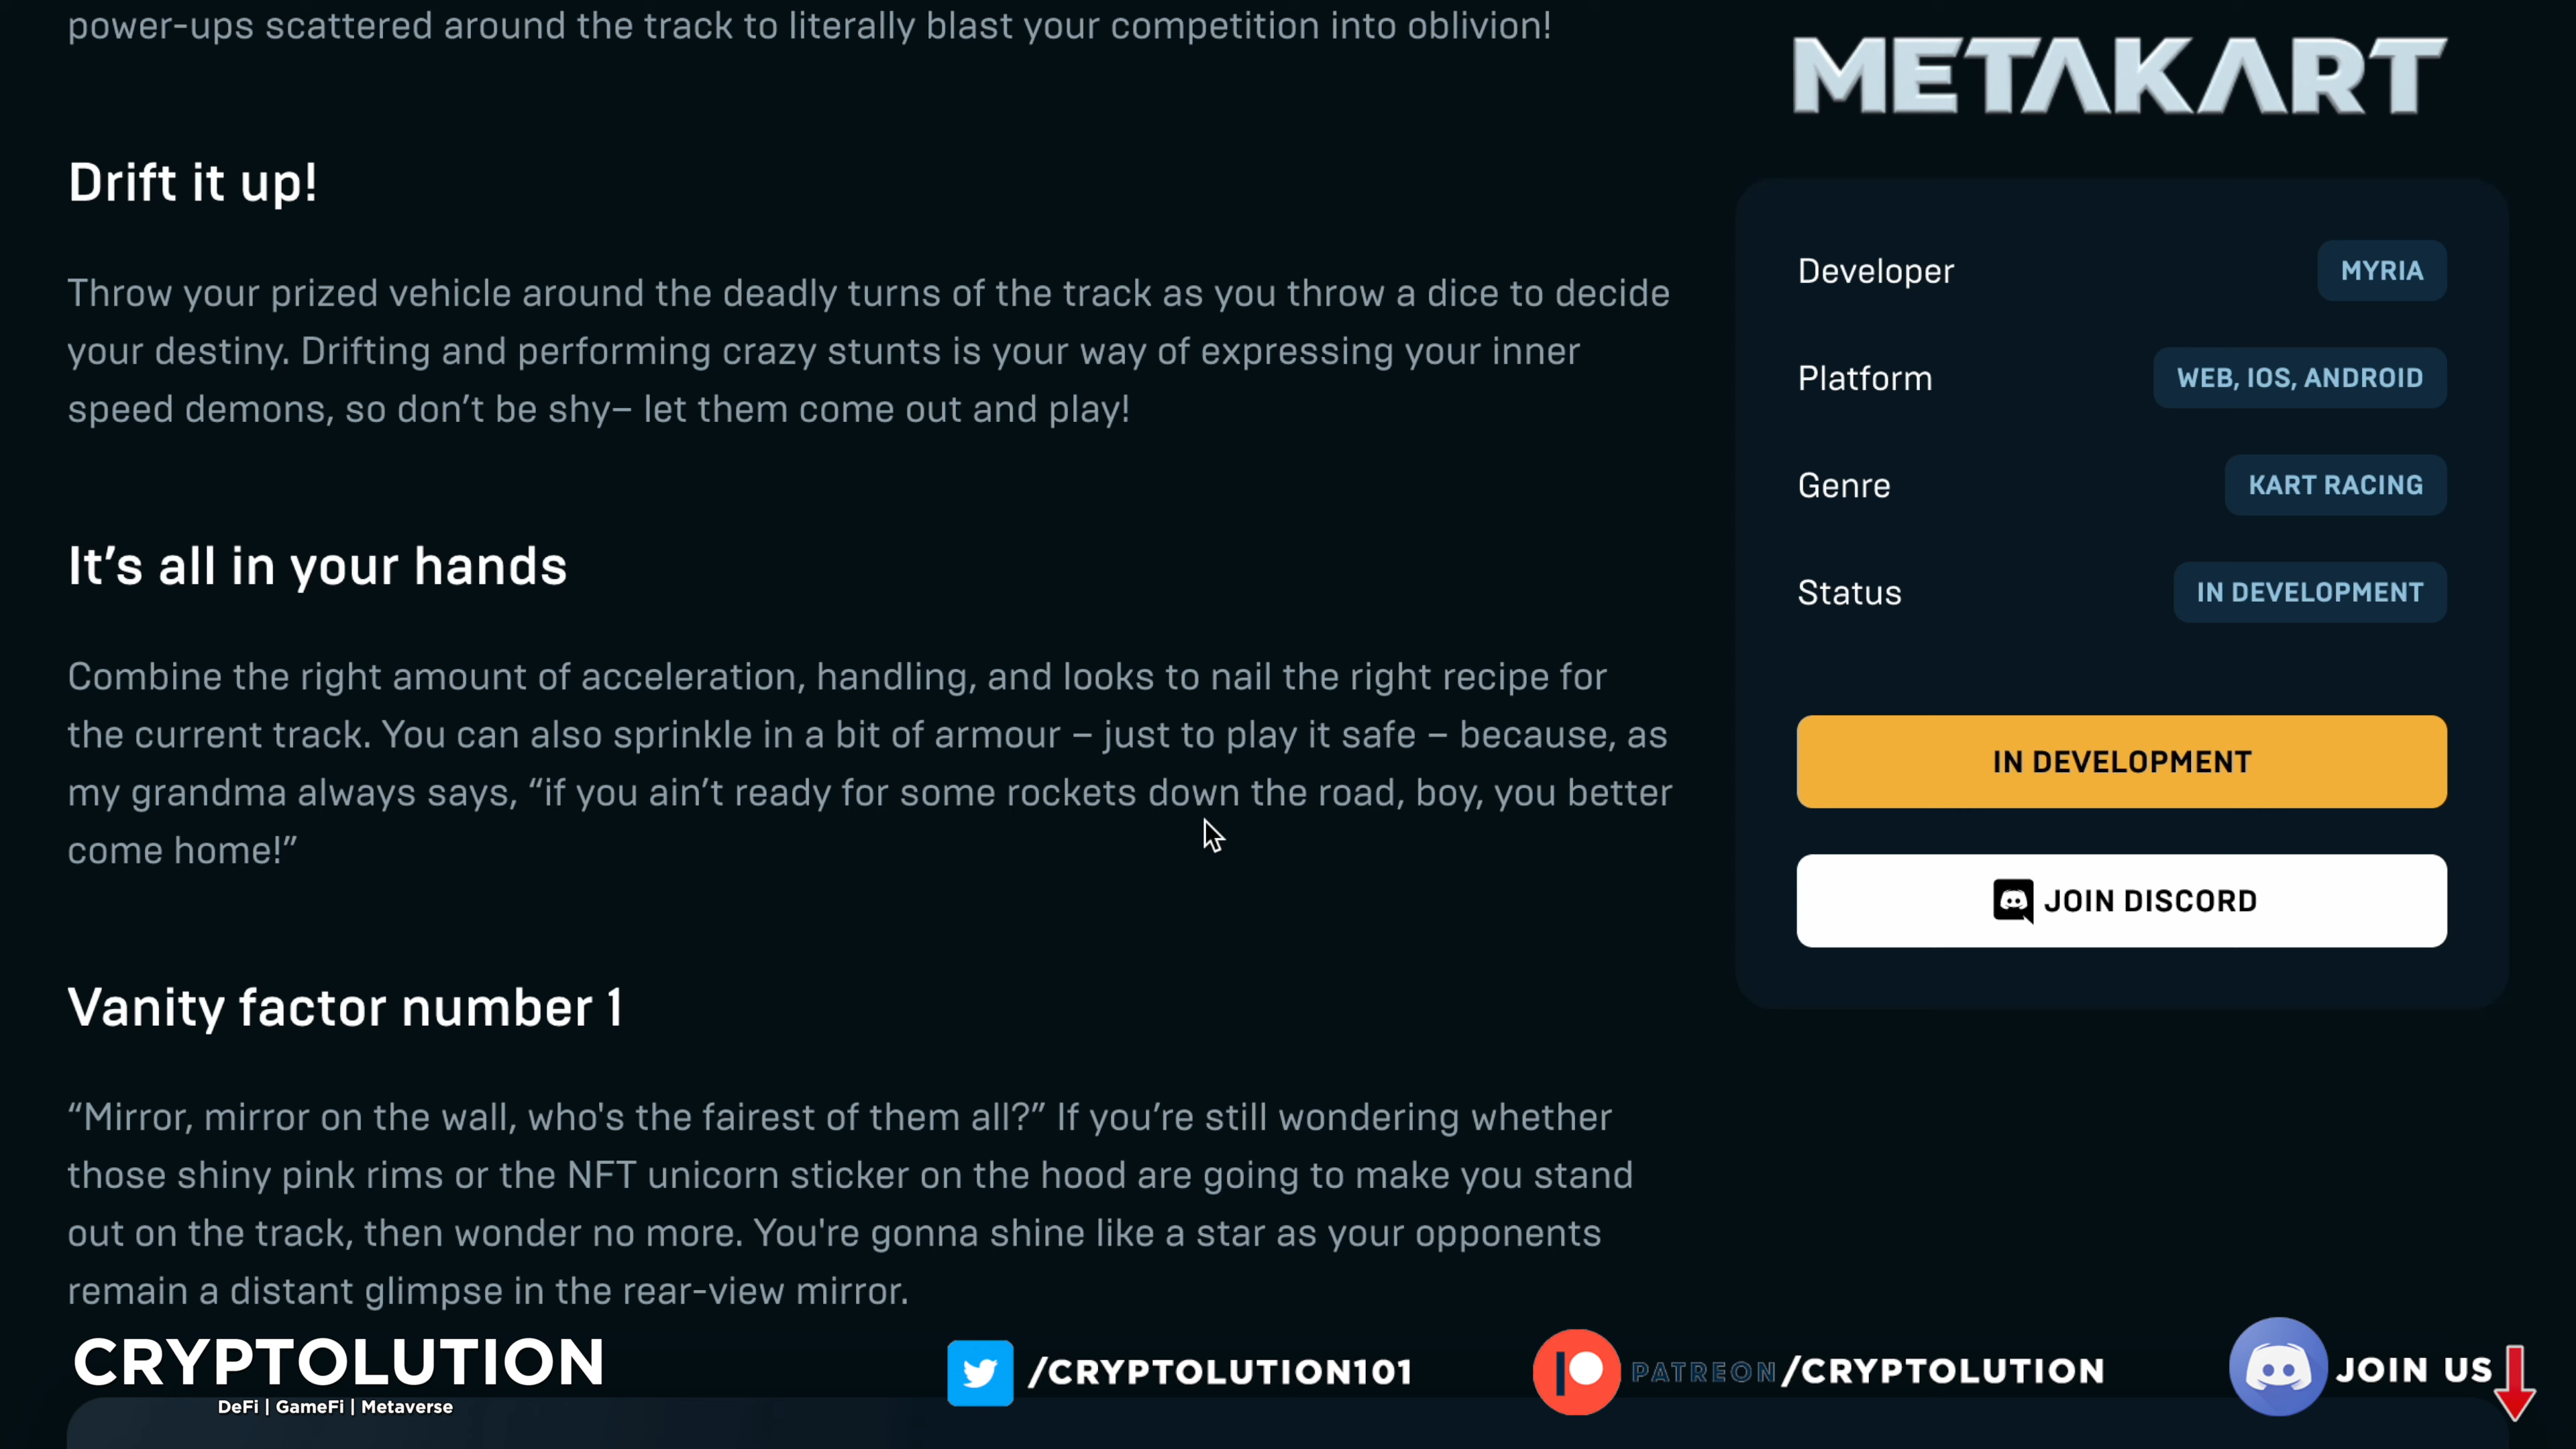 power-ups scattered around the track to literally blast your competition into oblivion!
Drift it up!
Throw your prized vehicle around the deadly turns of the track as you throw a dice to decide
your destiny. Drifting and performing crazy stunts is your way of expressing your inner
speed demons, so don’t be shy– let them come out and play!
It’s all in your hands
Combine the right amount of acceleration, handling, and looks to nail the right recipe for
the current track. You can also sprinkle in a bit of armour – just to play it safe – because, as
my grandma always says, “if you ain’t ready for some rockets down the road, boy, you better
come home!”
Vanity factor number 1
“Mirror, mirror on the wall, who's the fairest of them all?” If you’re still wondering whether
those shiny pink rims or the NFT unicorn sticker on the hood are going to make you stand
out on the track, then wonder no more. You're gonna shine like a star as your opponents
remain a distant glimpse in the rear-view mirror.
METAKART
Developer MYRIA
Platform WEB, IOS, ANDROID
Genre KART RACING
Status IN DEVELOPMENT
IN DEVELOPMENT
JOIN DISCORD
CRYPTOLUTION
DeFi | GameFi | Metaverse
/CRYPTOLUTION101
PATREON/CRYPTOLUTION
JOIN US